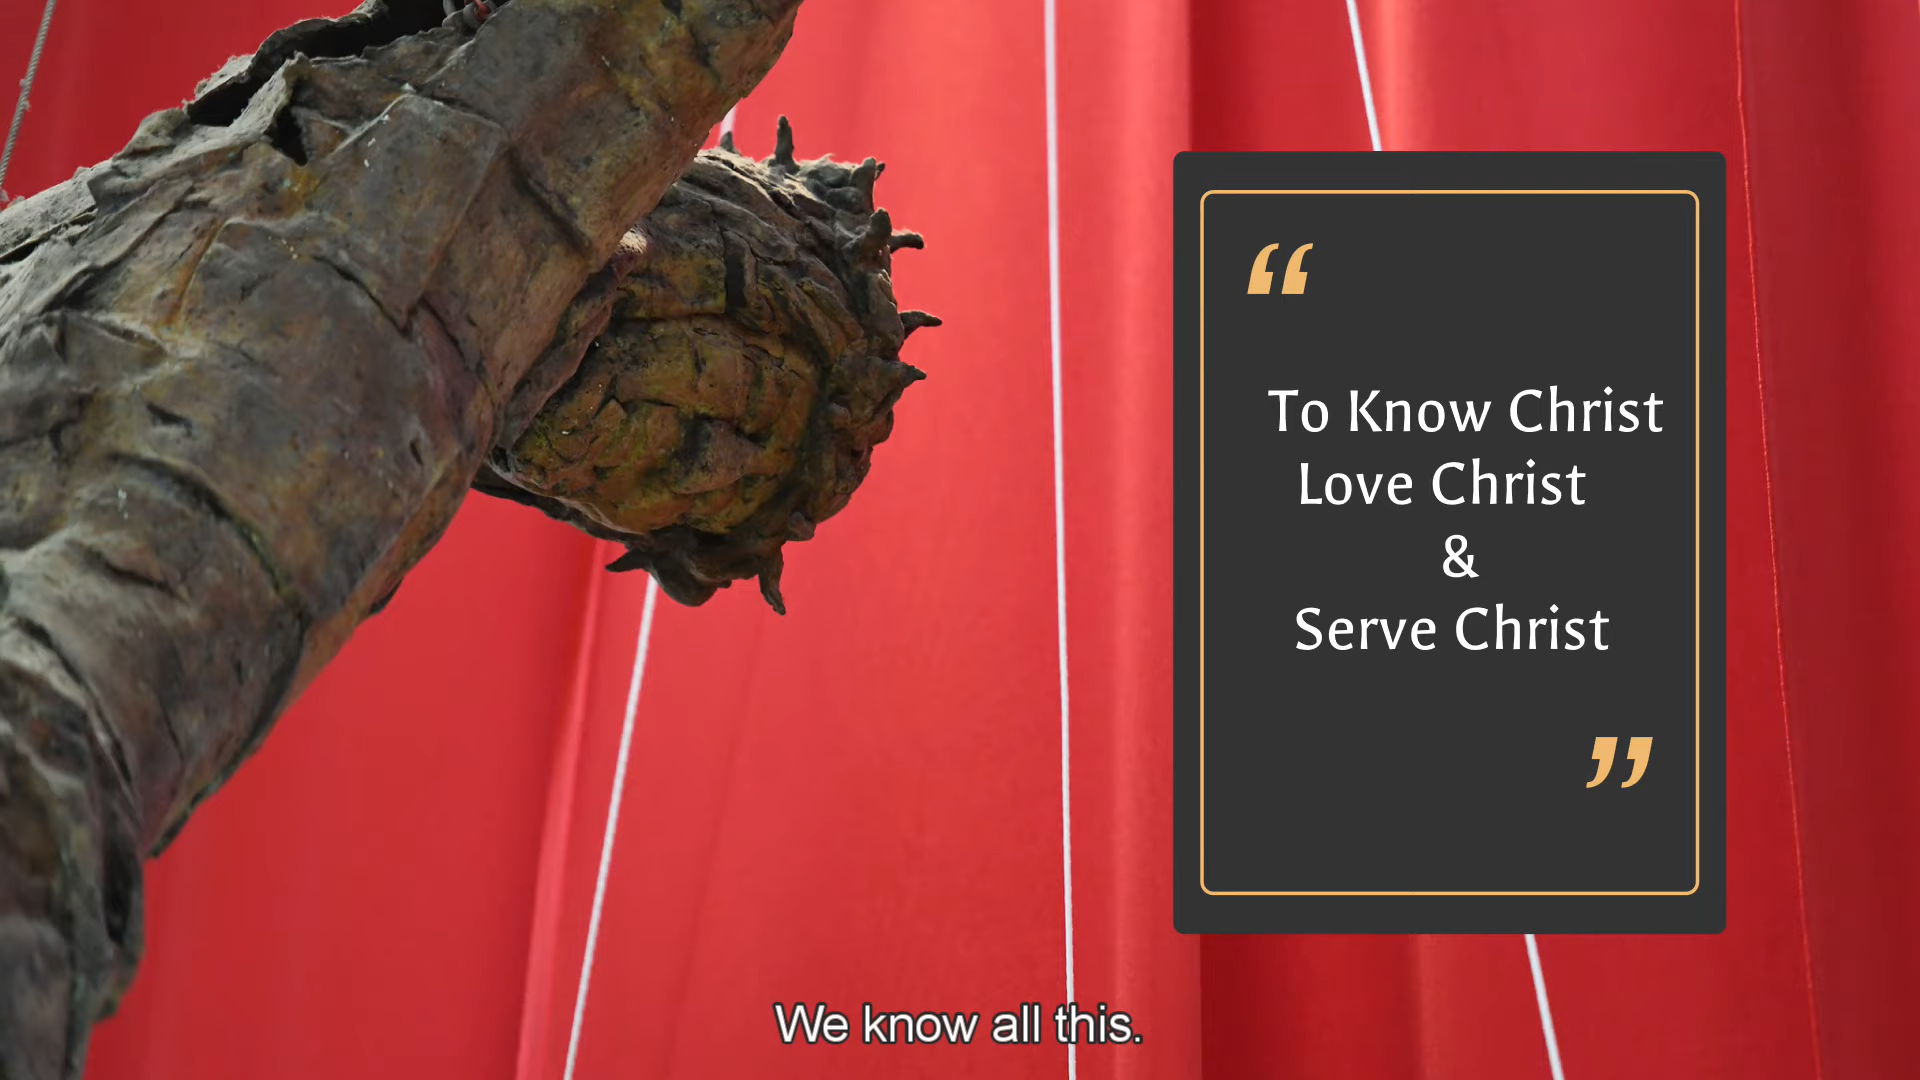 “
To Know Christ
Love Christ
&
Serve Christ
”
We know all this.